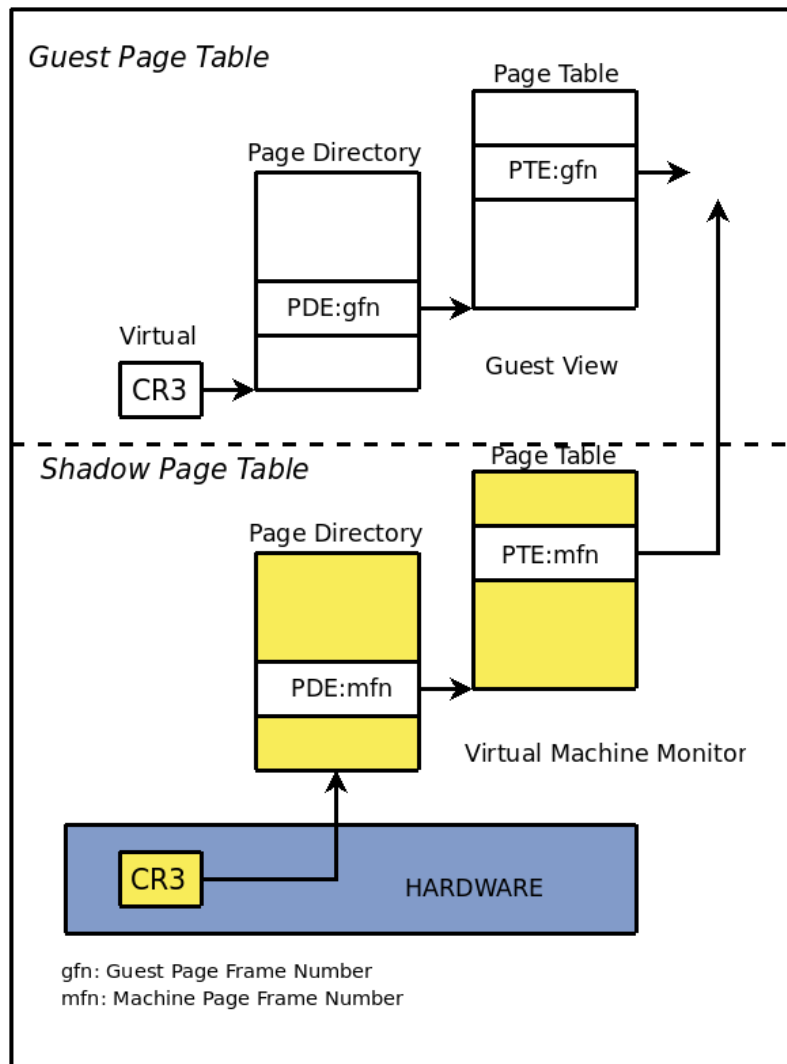 Guest Page Table
Page Table
Page Directory
PTE:gfn
PDE:gfn
Virtual
CR3
Guest View
Shadow Page Table
Page Table
Page Directory
PTE:mfn
PDE:mfn
Virtual Machine Monitor
CR3
HARDWARE
gfn: Guest Page Frame Number
mfn: Machine Page Frame Number